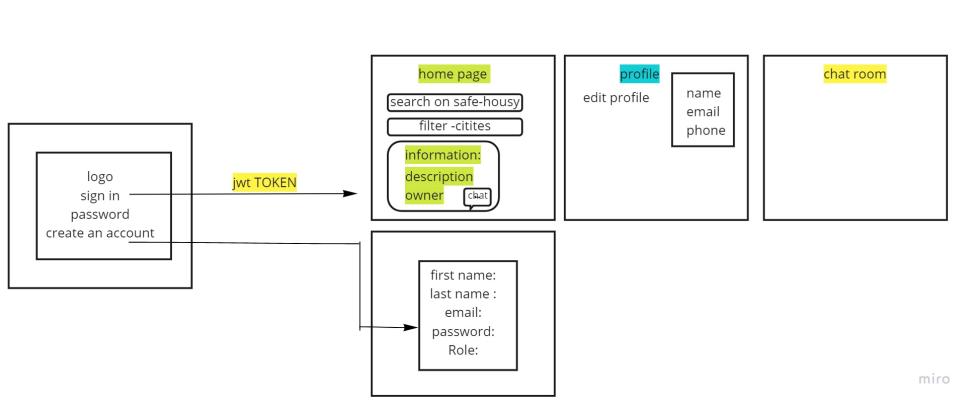 logo
sign in
password
create an account
jwt TOKEN
home page
search on safe-housy
filter -citites
information:
description
owner
chat
profile
edit profile
name
email
phone
chat room
first name:
last name :
email:
password:
Role:
miro